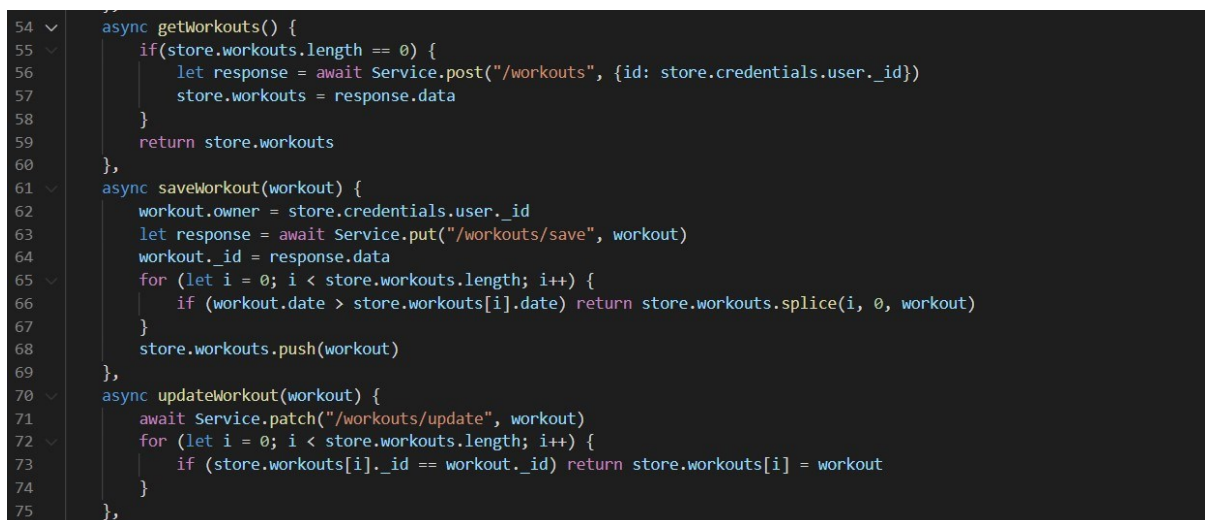 54 async getWorkouts() {
55 if(store.workouts.length == 0) {
56 let response = await Service.post("/workouts", {id: store.credentials.user._id})
57 store.workouts = response.data
58 }
59 return store.workouts
60 },
61 async saveWorkout(workout) {
62 workout.owner = store.credentials.user._id
63 let response = await Service.put("/workouts/save", workout)
64 workout._id = response.data
65 for (let i = 0; i < store.workouts.length; i++) {
66 if (workout.date > store.workouts[i].date) return store.workouts.splice(i, 0, workout)
67 }
68 store.workouts.push(workout)
69 },
70 async updateWorkout(workout) {
71 await Service.patch("/workouts/update", workout)
72 for (let i = 0; i < store.workouts.length; i++) {
73 if (store.workouts[i]._id == workout._id) return store.workouts[i] = workout
74 }
75 },